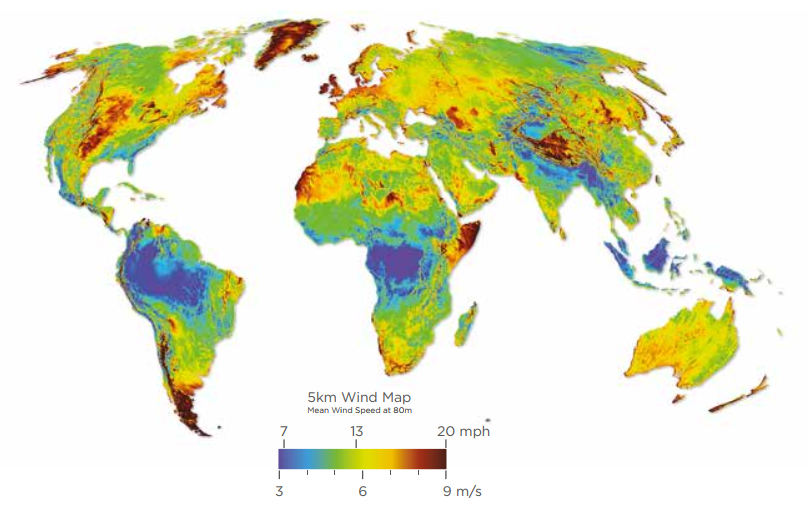 5km Wind Map
Mean Wind Speed at 80m
7 13 20 mph
3 6 9 m/s